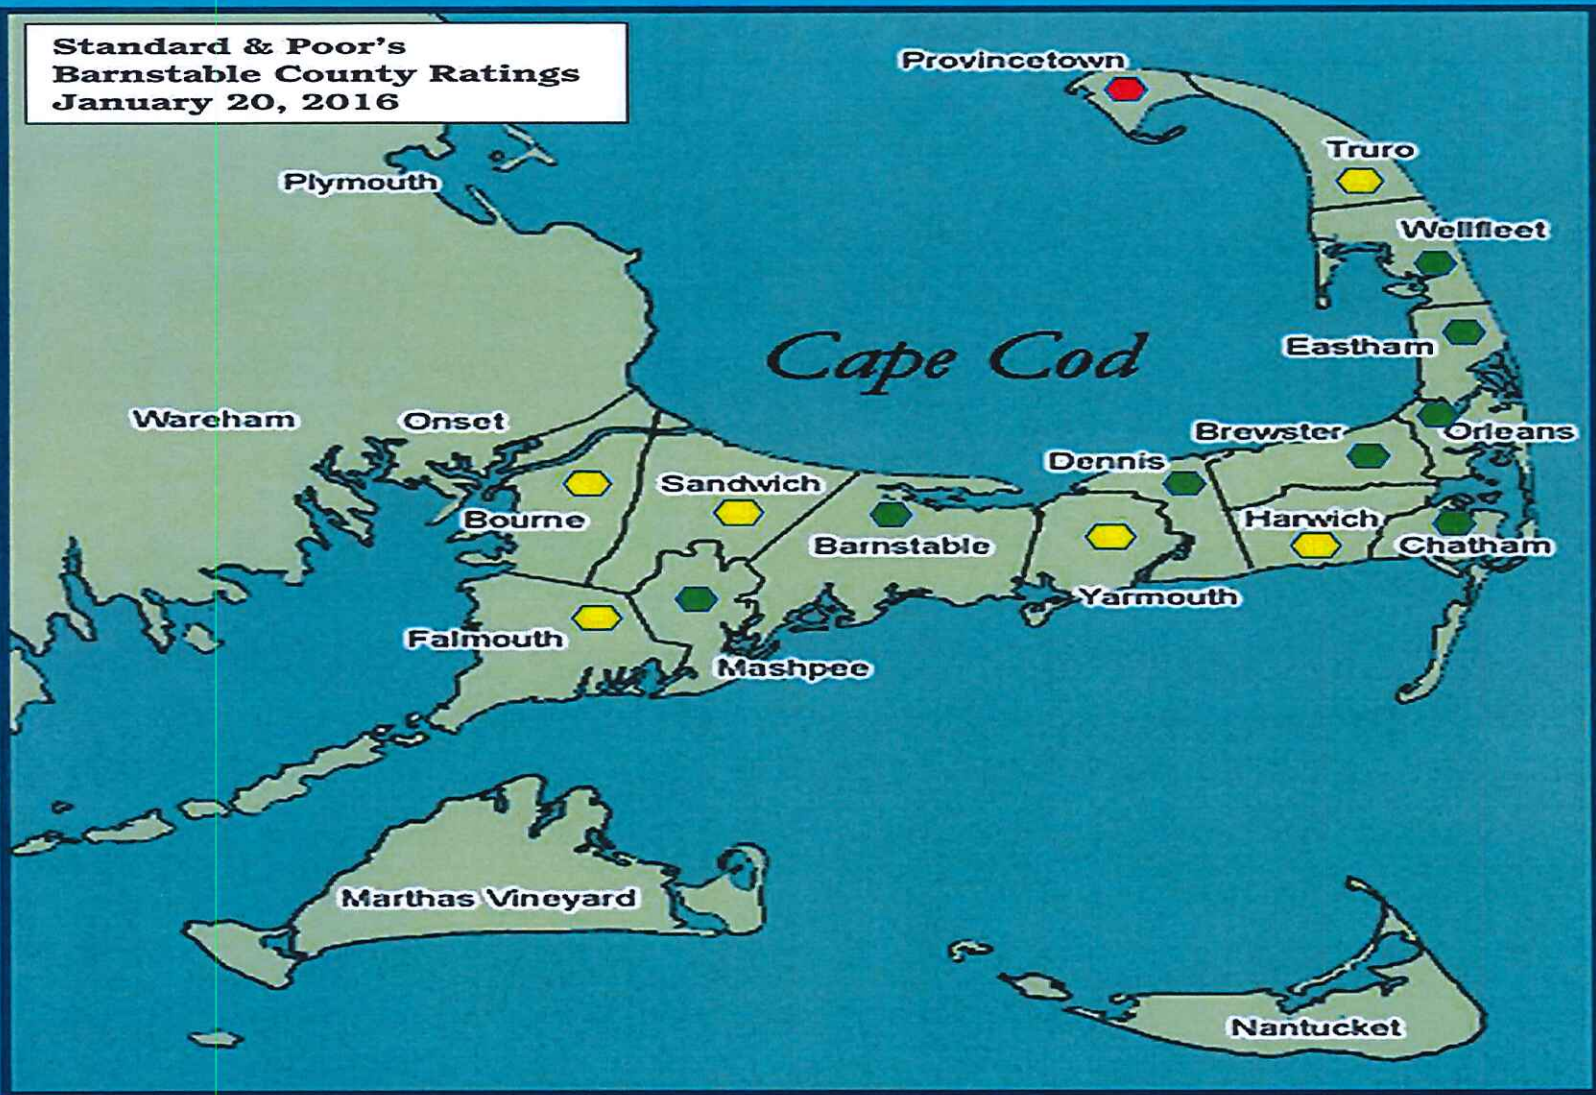 Standard & Poor's
Barnstable County Ratings
January 20, 2016
Provincetown
Truro
Plymouth
Wellfleet
Eastham
Cape Cod
Wareham
Onset
Brewster
Orleans
Dennis
Sandwich
Bourne
Harwich
Barnstable
Chatham
Yarmouth
Falmouth
Mashpee
Marthas Vineyard
Nantucket